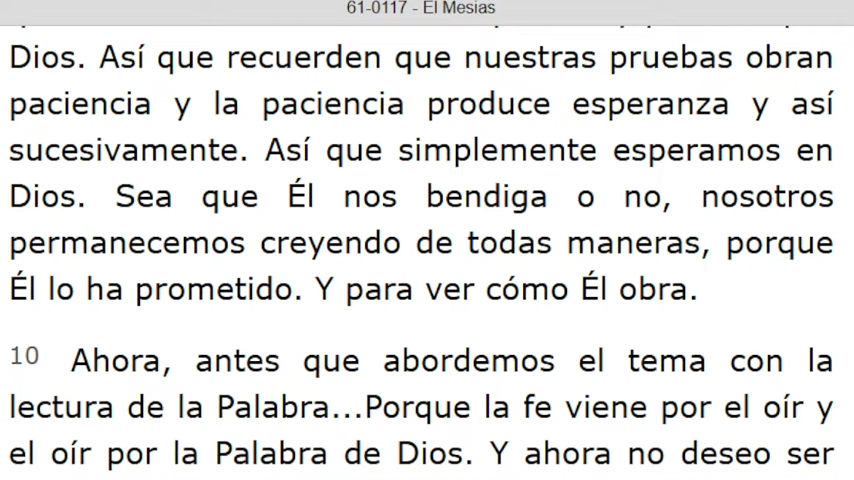 61-0117 - El Mesias
Dios. Así que recuerden que nuestras pruebas obran
paciencia y la paciencia produce esperanza y así
sucesivamente. Así que simplemente esperamos en
Dios. Sea que Él nos bendiga o no, nosotros
permanecemos creyendo de todas maneras, porque
Él lo ha prometido. Y para ver cómo Él obra.
10 Ahora, antes que abordemos el tema con la
lectura de la Palabra...Porque la fe viene por el oír y
el oír por la Palabra de Dios. Y ahora no deseo ser